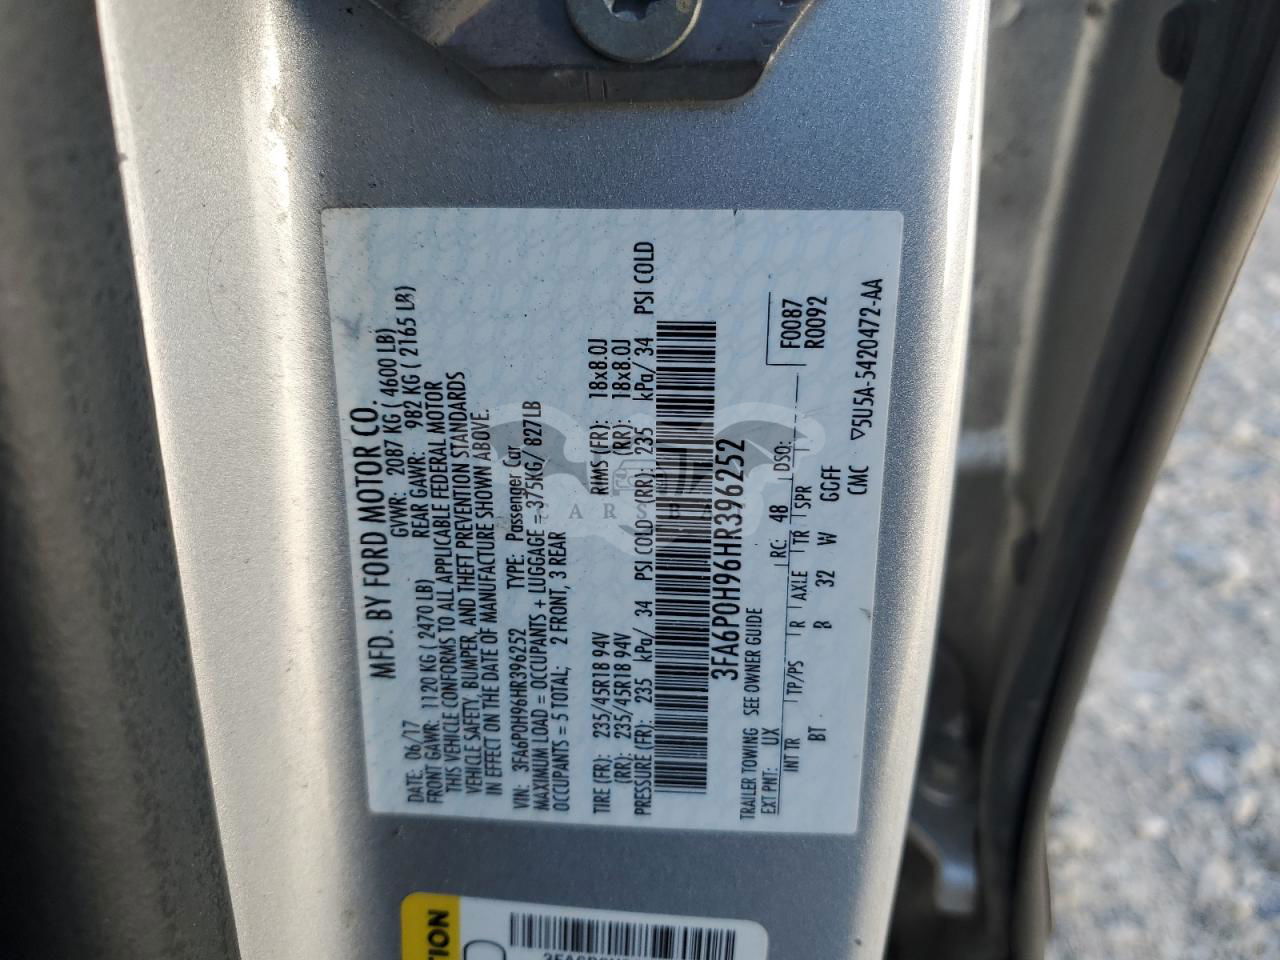 MFD. BY FORD MOTOR CO.
DATE: 06/17 GVWR: 2087 KG ( 4600 LB)
FRONT GAWR: 1120 KG ( 2470 LB) REAR GAWR: 982 KG ( 2165 LB)
THIS VEHICLE CONFORMS TO ALL APPLICABLE FEDERAL MOTOR
VEHICLE SAFETY, BUMPER, AND THEFT PREVENTION STANDARDS
IN EFFECT ON THE DATE OF MANUFACTURE SHOWN ABOVE.
VIN: 3FA6P0H96HR396252 TYPE: Passenger Car
MAXIMUM LOAD = OCCUPANTS + LUGGAGE = 375KG/ 827LB
OCCUPANTS = 5 TOTAL; 2 FRONT, 3 REAR
TIRE (FR): 235/45R18 94V RIMS (FR): 18x8.0J
(RR): 235/45R18 94V (RR): 18x8.0J
PRESSURE (FR): 235 kPa/ 34 PSI COLD (RR): 235 kPa/ 34 PSI COLD
3FA6P0H96HR396252
TRAILER TOWING SEE OWNER GUIDE
EXT PNT: UX RC: 48 DSO:
INT TR TP/PS R AXLE TR SPR
BT B 32 W GGFF
F0087
R0092
CMC
▽5U5A-5420472-AA
CARS